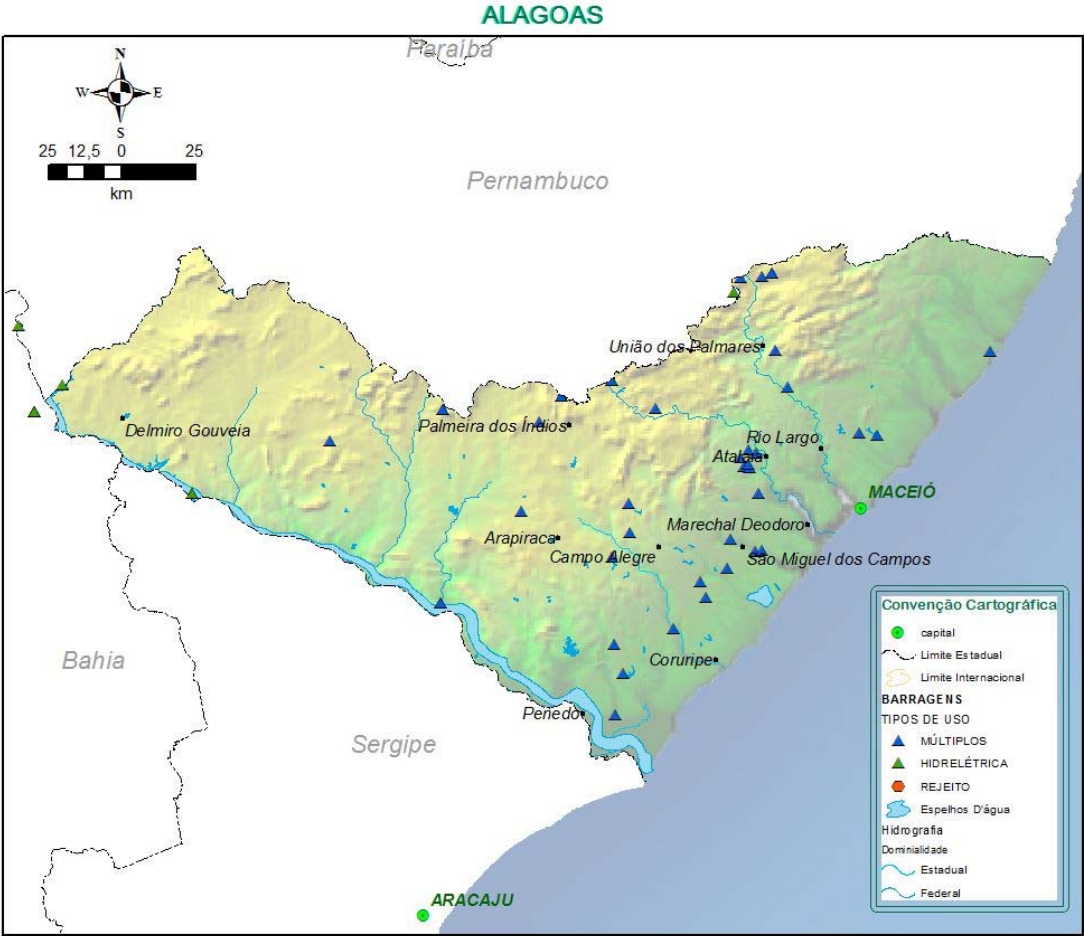 ALAGOAS
Paraíba
N
W E
S
25 12,5 0 25
km
Pernambuco
União dos Palmares
Delmiro Gouveia
Palmeira dos Índios
Rio Largo
Atalaia
MACEIÓ
Marechal Deodoro
Arapiraca
Campo Alegre
São Miguel dos Campos
Bahia
Coruripe
Penedo
Sergipe
ARACAJU
Convenção Cartográfica
capital
Limite Estadual
Limite Internacional
BARRAGENS
TIPOS DE USO
MÚLTIPLOS
HIDRELÉTRICA
REJEITO
Espelhos D'água
Hidrografia
Dominialidade
Estadual
Federal